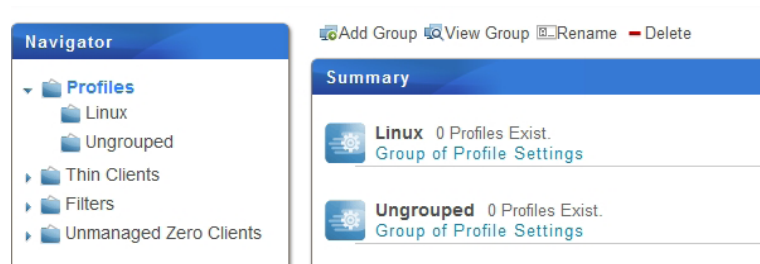 Navigator
Profiles
Linux
Ungrouped
Thin Clients
Filters
Unmanaged Zero Clients
Add Group View Group Rename Delete
Summary
Linux 0 Profiles Exist.
Group of Profile Settings
Ungrouped 0 Profiles Exist.
Group of Profile Settings